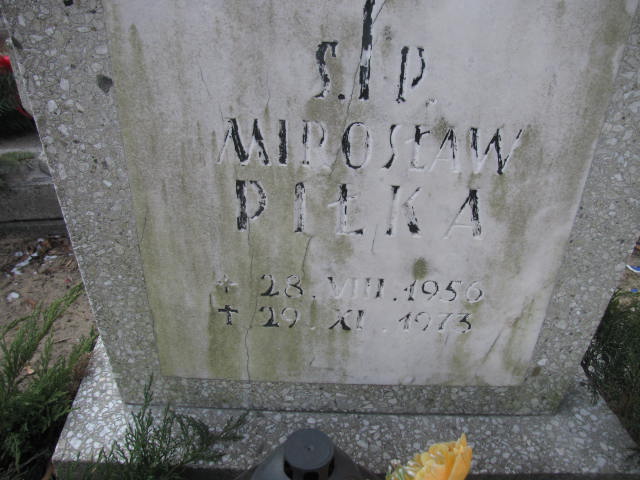 Ś.P.
MIROSŁAW
PIŁKA
* 28.VIII.1956
† 29.XI.1973